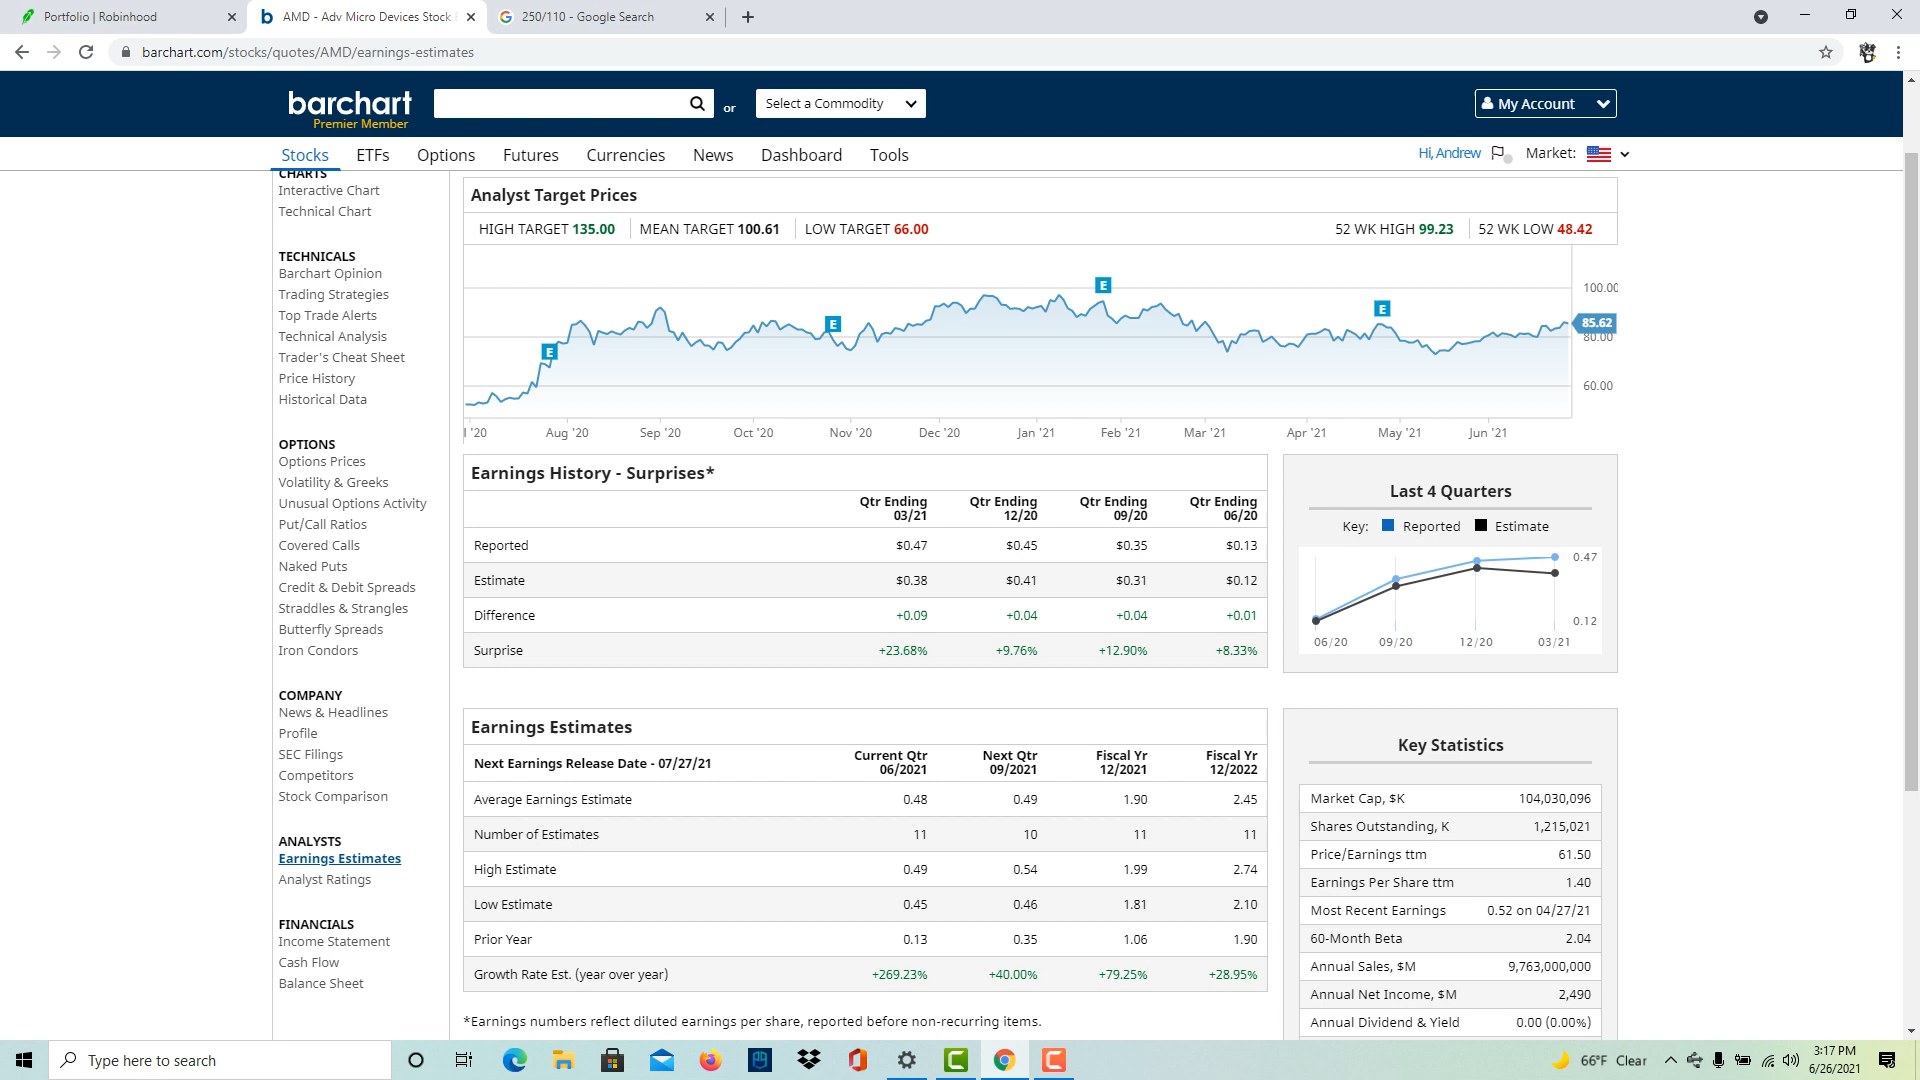 Portfolio | Robinhood
AMD - Adv Micro Devices Stock
250/110 - Google Search
barchart.com/stocks/quotes/AMD/earnings-estimates
barchart
Premier Member
or
Select a Commodity
My Account
Stocks ETFs Options Futures Currencies News Dashboard Tools
Hi, Andrew Market:
CHARTS
Interactive Chart
Technical Chart
TECHNICALS
Barchart Opinion
Trading Strategies
Top Trade Alerts
Technical Analysis
Trader's Cheat Sheet
Price History
Historical Data
OPTIONS
Options Prices
Volatility & Greeks
Unusual Options Activity
Put/Call Ratios
Covered Calls
Naked Puts
Credit & Debit Spreads
Straddles & Strangles
Butterfly Spreads
Iron Condors
COMPANY
News & Headlines
Profile
SEC Filings
Competitors
Stock Comparison
ANALYSTS
Earnings Estimates
Analyst Ratings
FINANCIALS
Income Statement
Cash Flow
Balance Sheet
Analyst Target Prices
HIGH TARGET 135.00 MEAN TARGET 100.61 LOW TARGET 66.00 52 WK HIGH 99.23 52 WK LOW 48.42
E
E
E
E
100.00
85.62
80.00
60.00
'20 Aug '20 Sep '20 Oct '20 Nov '20 Dec '20 Jan '21 Feb '21 Mar '21 Apr '21 May '21 Jun '21
Earnings History - Surprises*
Qtr Ending Qtr Ending Qtr Ending Qtr Ending
03/21 12/20 09/20 06/20
Reported $0.47 $0.45 $0.35 $0.13
Estimate $0.38 $0.41 $0.31 $0.12
Difference +0.09 +0.04 +0.04 +0.01
Surprise +23.68% +9.76% +12.90% +8.33%
Last 4 Quarters
Key: Reported Estimate
0.47
0.12
06/20 09/20 12/20 03/21
Earnings Estimates
Current Qtr Next Qtr Fiscal Yr Fiscal Yr
Next Earnings Release Date - 07/27/21 06/2021 09/2021 12/2021 12/2022
Average Earnings Estimate 0.48 0.49 1.90 2.45
Number of Estimates 11 10 11 11
High Estimate 0.49 0.54 1.99 2.74
Low Estimate 0.45 0.46 1.81 2.10
Prior Year 0.13 0.35 1.06 1.90
Growth Rate Est. (year over year) +269.23% +40.00% +79.25% +28.95%
*Earnings numbers reflect diluted earnings per share, reported before non-recurring items.
Key Statistics
Market Cap, $K 104,030,096
Shares Outstanding, K 1,215,021
Price/Earnings ttm 61.50
Earnings Per Share ttm 1.40
Most Recent Earnings 0.52 on 04/27/21
60-Month Beta 2.04
Annual Sales, $M 9,763,000,000
Annual Net Income, $M 2,490
Annual Dividend & Yield 0.00 (0.00%)
Type here to search
66°F Clear
3:17 PM
6/26/2021